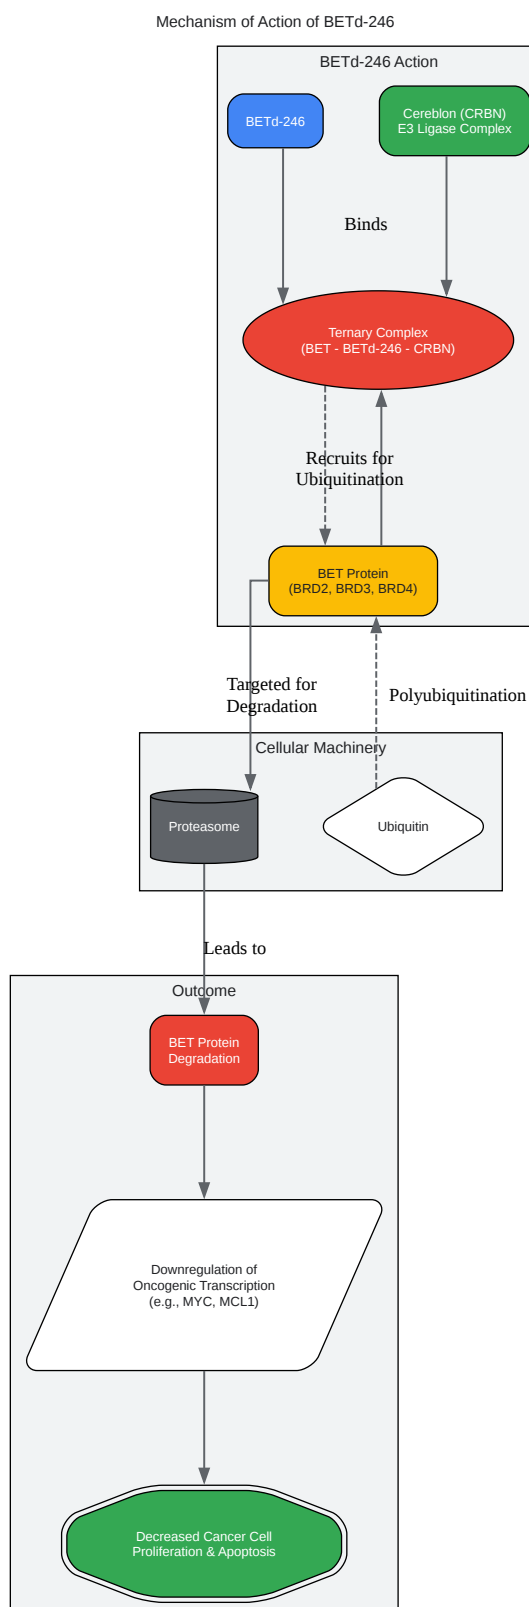 Mechanism of Action of BETd-246
BETd-246 Action
BETd-246
Cereblon (CRBN)
E3 Ligase Complex
Binds
Ternary Complex
(BET - BETd-246 - CRBN)
Recruits for
Ubiquitination
BET Protein
(BRD2, BRD3, BRD4)
Targeted for
Degradation
Polyubiquitination
Cellular Machinery
Proteasome
Ubiquitin
Leads to
Outcome
BET Protein
Degradation
Downregulation of
Oncogenic Transcription
(e.g., MYC, MCL1)
Decreased Cancer Cell
Proliferation & Apoptosis